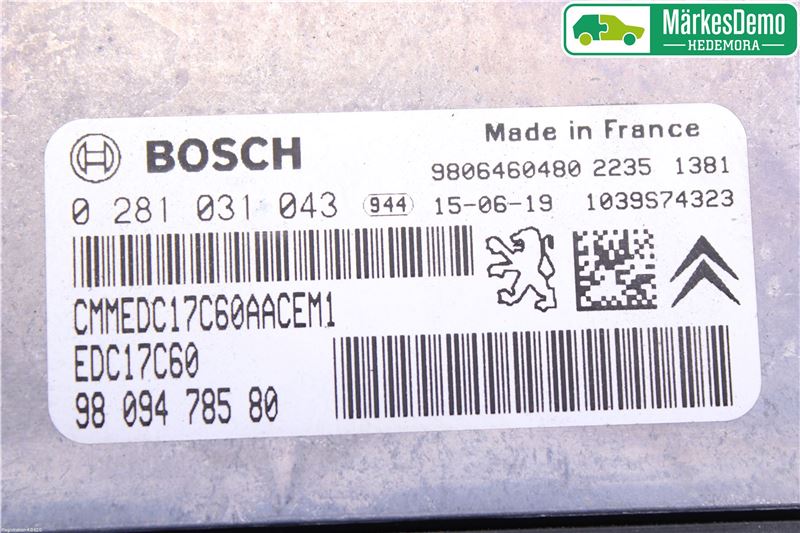 MärkesDemo
HEDEMORA
BOSCH
Made in France
9806460480 2235 1381
0 281 031 043 944 15-06-19 1039S74323
CMMEDC17C60AACEM1
EDC17C60
98 094 785 80